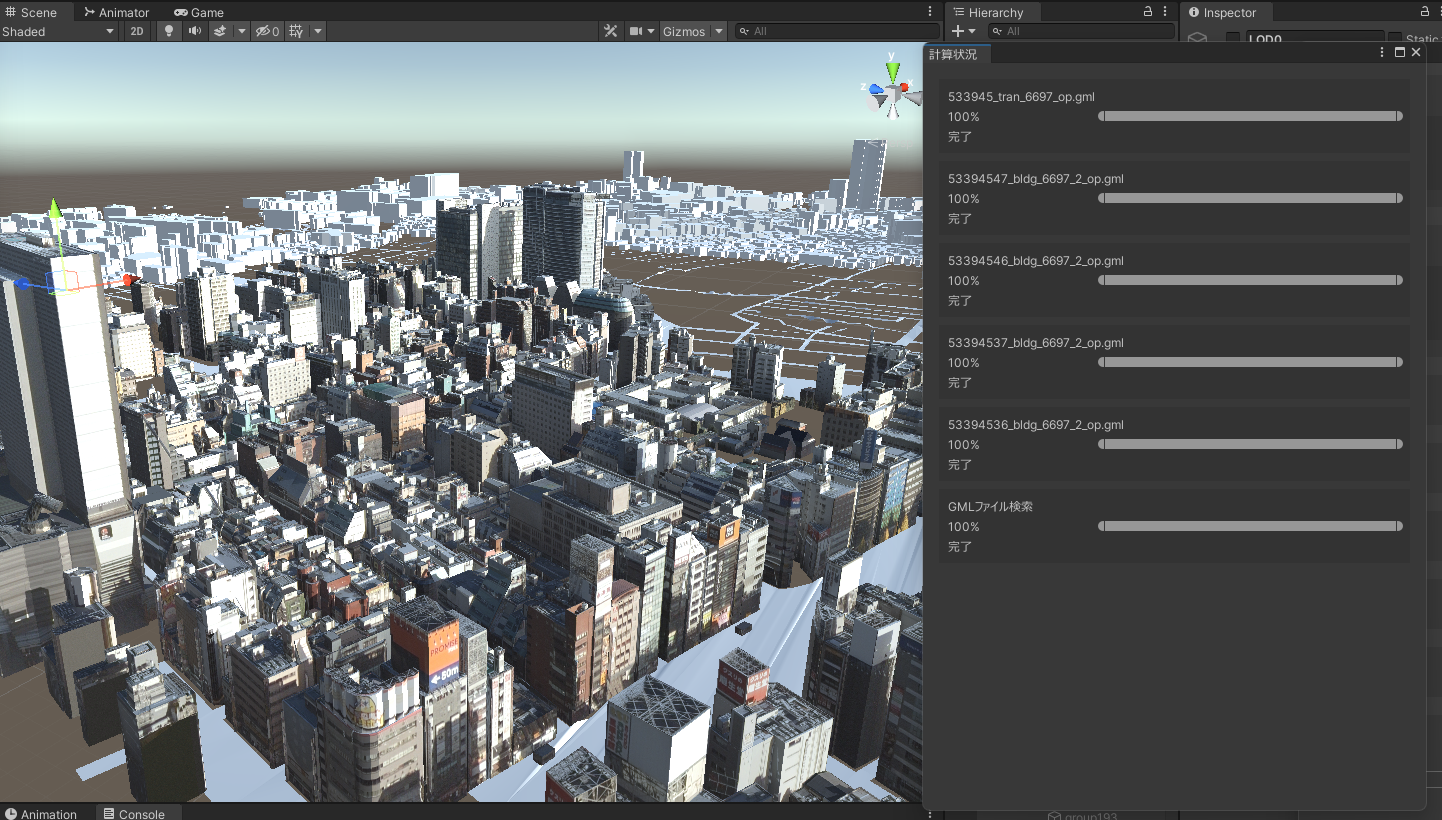 Scene
Animator
Game
Hierarchy
Inspector
Shaded
2D
0
Gizmos
All
All
LOD0
Static
計算状況
y
x
z
533945_tran_6697_op.gml
100%
完了
53394547_bldg_6697_2_op.gml
100%
完了
53394546_bldg_6697_2_op.gml
100%
完了
53394537_bldg_6697_2_op.gml
100%
完了
53394536_bldg_6697_2_op.gml
100%
完了
GMLファイル検索
100%
完了
PROMISE
60m
Animation
Console
group193